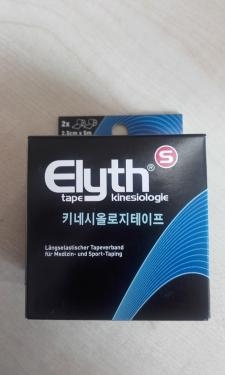 2x
2.5cm x 5m
Elyth® S
tape kinesiologie
키네시올로지테이프
Längselastischer Tapeverband
für Medizin- und Sport-Taping